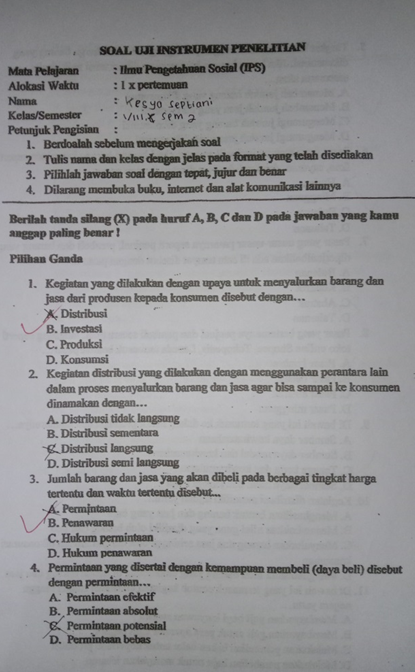 SOAL UJI INSTRUMEN PENELITIAN
Mata Pelajaran : Ilmu Pengetahuan Sosial (IPS)
Alokasi Waktu : 1 x pertemuan
Nama : Kesya Septiani
Kelas/Semester : VIII.X Sem 2
Petunjuk Pengisian :
1. Berdoalah sebelum mengerjakan soal
2. Tulis nama dan kelas dengan jelas pada format yang telah disediakan
3. Pilihlah jawaban soal dengan tepat, jujur dan benar
4. Dilarang membuka buku, internet dan alat komunikasi lainnya
Berilah tanda silang (X) pada huruf A, B, C dan D pada jawaban yang kamu
anggap paling benar !
Pilihan Ganda
1. Kegiatan yang dilakukan dengan upaya untuk menyalurkan barang dan
jasa dari produsen kepada konsumen disebut dengan…
A. Distribusi
B. Investasi
C. Produksi
D. Konsumsi
2. Kegiatan distribusi yang dilakukan dengan menggunakan perantara lain
dalam proses menyalurkan barang dan jasa agar bisa sampai ke konsumen
dinamakan dengan…
A. Distribusi tidak langsung
B. Distribusi sementara
C. Distribusi langsung
D. Distribusi semi langsung
3. Jumlah barang dan jasa yang akan dibeli pada berbagai tingkat harga
tertentu dan waktu tertentu disebut...
A. Permintaan
B. Penawaran
C. Hukum permintaan
D. Hukum penawaran
4. Permintaan yang disertai dengan kemampuan membeli (daya beli) disebut
dengan permintaan…
A. Permintaan efektif
B. Permintaan absolut
C. Permintaan potensial
D. Permintaan bebas